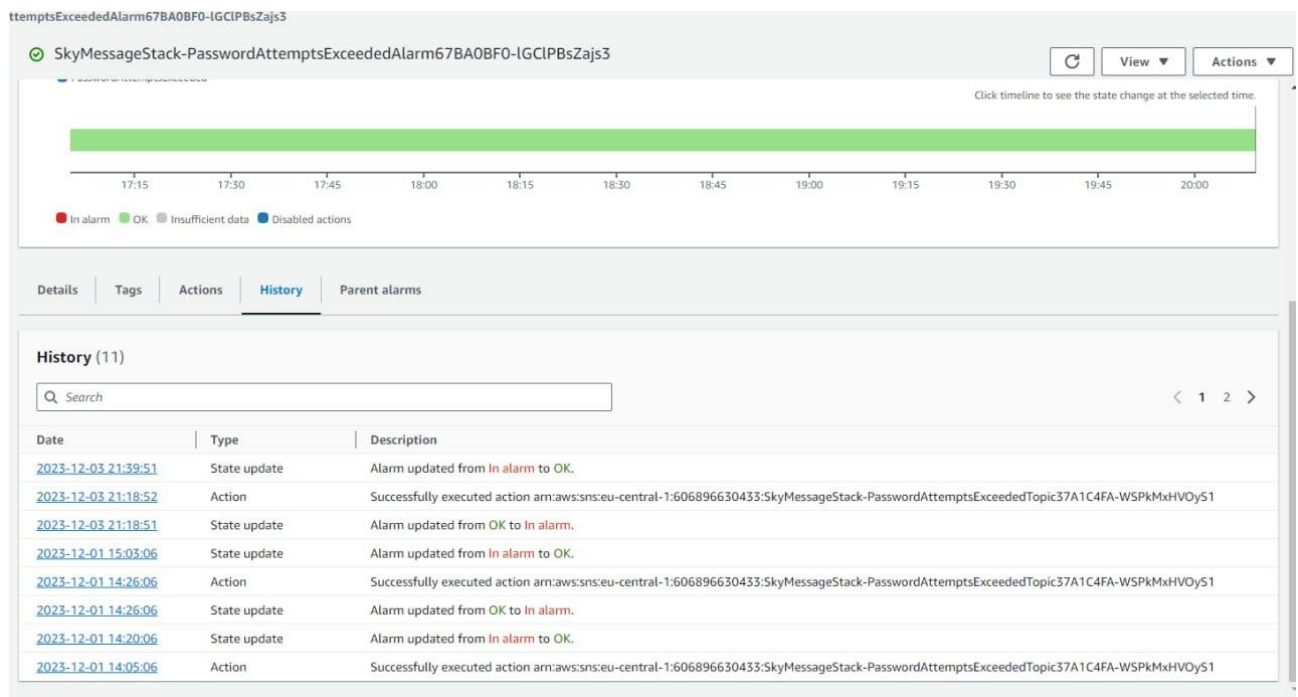 ttemptsExceededAlarm67BA0BF0-lGClPBsZajs3
SkyMessageStack-PasswordAttemptsExceededAlarm67BA0BF0-lGClPBsZajs3
View ▼
Actions ▼
Click timeline to see the state change at the selected time.
17:15 17:30 17:45 18:00 18:15 18:30 18:45 19:00 19:15 19:30 19:45 20:00
In alarm OK Insufficient data Disabled actions
Details Tags Actions History Parent alarms
History (11)
Search
1 2
Date Type Description
2023-12-03 21:39:51 State update Alarm updated from In alarm to OK.
2023-12-03 21:18:52 Action Successfully executed action arn:aws:sns:eu-central-1:606896630433:SkyMessageStack-PasswordAttemptsExceededTopic37A1C4FA-WSPkMxHVOyS1
2023-12-03 21:18:51 State update Alarm updated from OK to In alarm.
2023-12-01 15:03:06 State update Alarm updated from In alarm to OK.
2023-12-01 14:26:06 Action Successfully executed action arn:aws:sns:eu-central-1:606896630433:SkyMessageStack-PasswordAttemptsExceededTopic37A1C4FA-WSPkMxHVOyS1
2023-12-01 14:26:06 State update Alarm updated from OK to In alarm.
2023-12-01 14:20:06 State update Alarm updated from In alarm to OK.
2023-12-01 14:05:06 Action Successfully executed action arn:aws:sns:eu-central-1:606896630433:SkyMessageStack-PasswordAttemptsExceededTopic37A1C4FA-WSPkMxHVOyS1